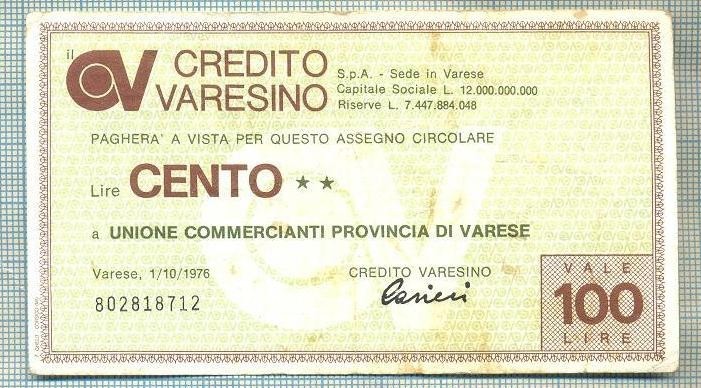 il CV CREDITO VARESINO
S.p.A. - Sede in Varese
Capitale Sociale L. 12.000.000.000
Riserve L. 7.447.884.048
PAGHERA' A VISTA PER QUESTO ASSEGNO CIRCOLARE
Lire CENTO ★ ★
a UNIONE COMMERCIANTI PROVINCIA DI VARESE
Varese, 1/10/1976
CREDITO VARESINO
802818712
Carieri
VALE
100
LIRE